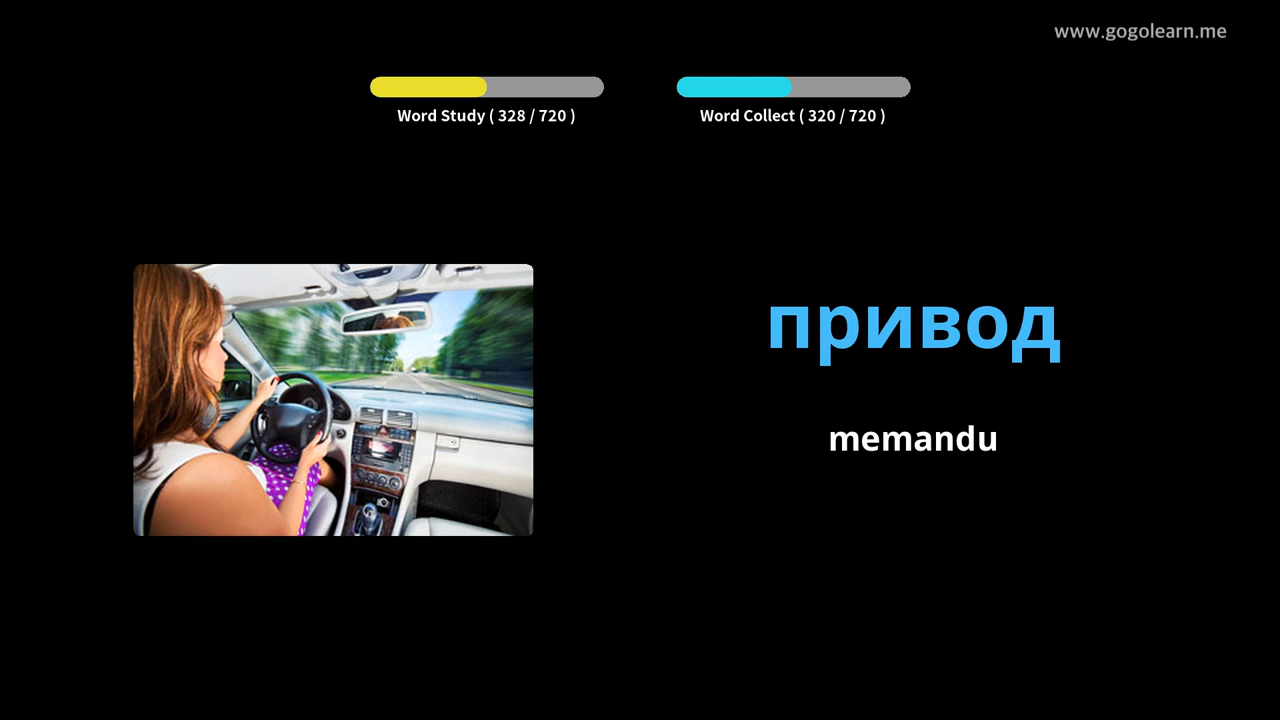 www.gogolearn.me
Word Study ( 328 / 720 )
Word Collect ( 320 / 720 )
привод
memandu